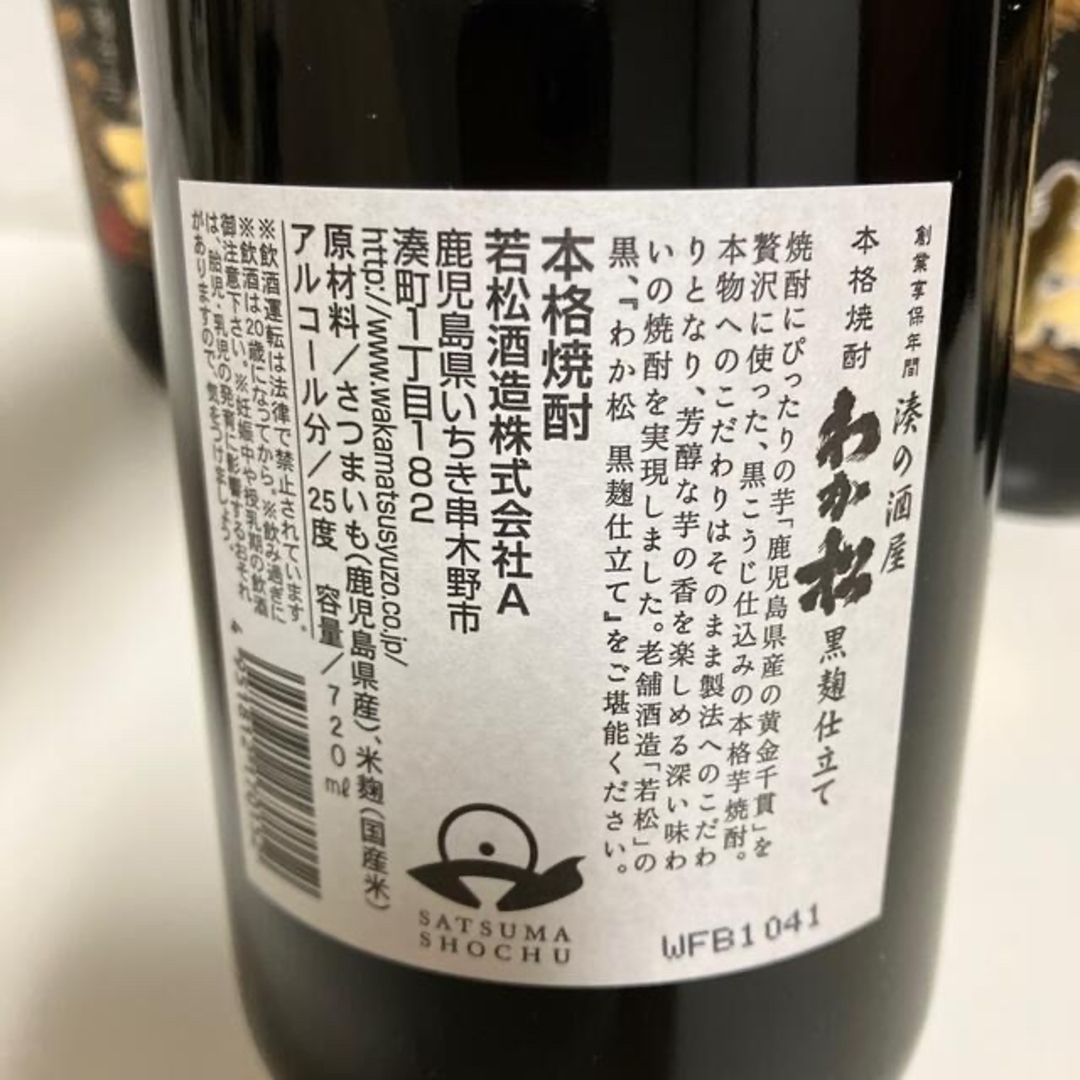 創業享保年間
湊の酒屋
本格焼酎
わか松
黒麹仕立て
焼酎にぴったりの芋「鹿児島県産の黄金千貫」を
贅沢に使った、黒こうじ仕込みの本格芋焼酎。
本物へのこだわりはそのまま製法へのこだわ
りとなり、芳醇な芋の香を楽しめる深い味わ
いの焼酎を実現しました。老舗酒造「若松」の
黒、『わか松 黒麹仕立て』をご堪能ください。
本格焼酎
若松酒造株式会社A
鹿児島県いちき串木野市
湊町1丁目182
http://www.wakamatsusyuzo.co.jp/
原材料/さつまいも(鹿児島県産)、米麹(国産米)
アルコール分/25度 容量/720㎖
※飲酒運転は法律で禁止されています。
※飲酒は20歳になってから。※飲み過ぎに
御注意下さい。※妊娠中や授乳期の飲酒
は、胎児・乳児の発育に影響するおそれ
がありますので、気をつけましょう。
SATSUMA
SHOCHU
WFB1041